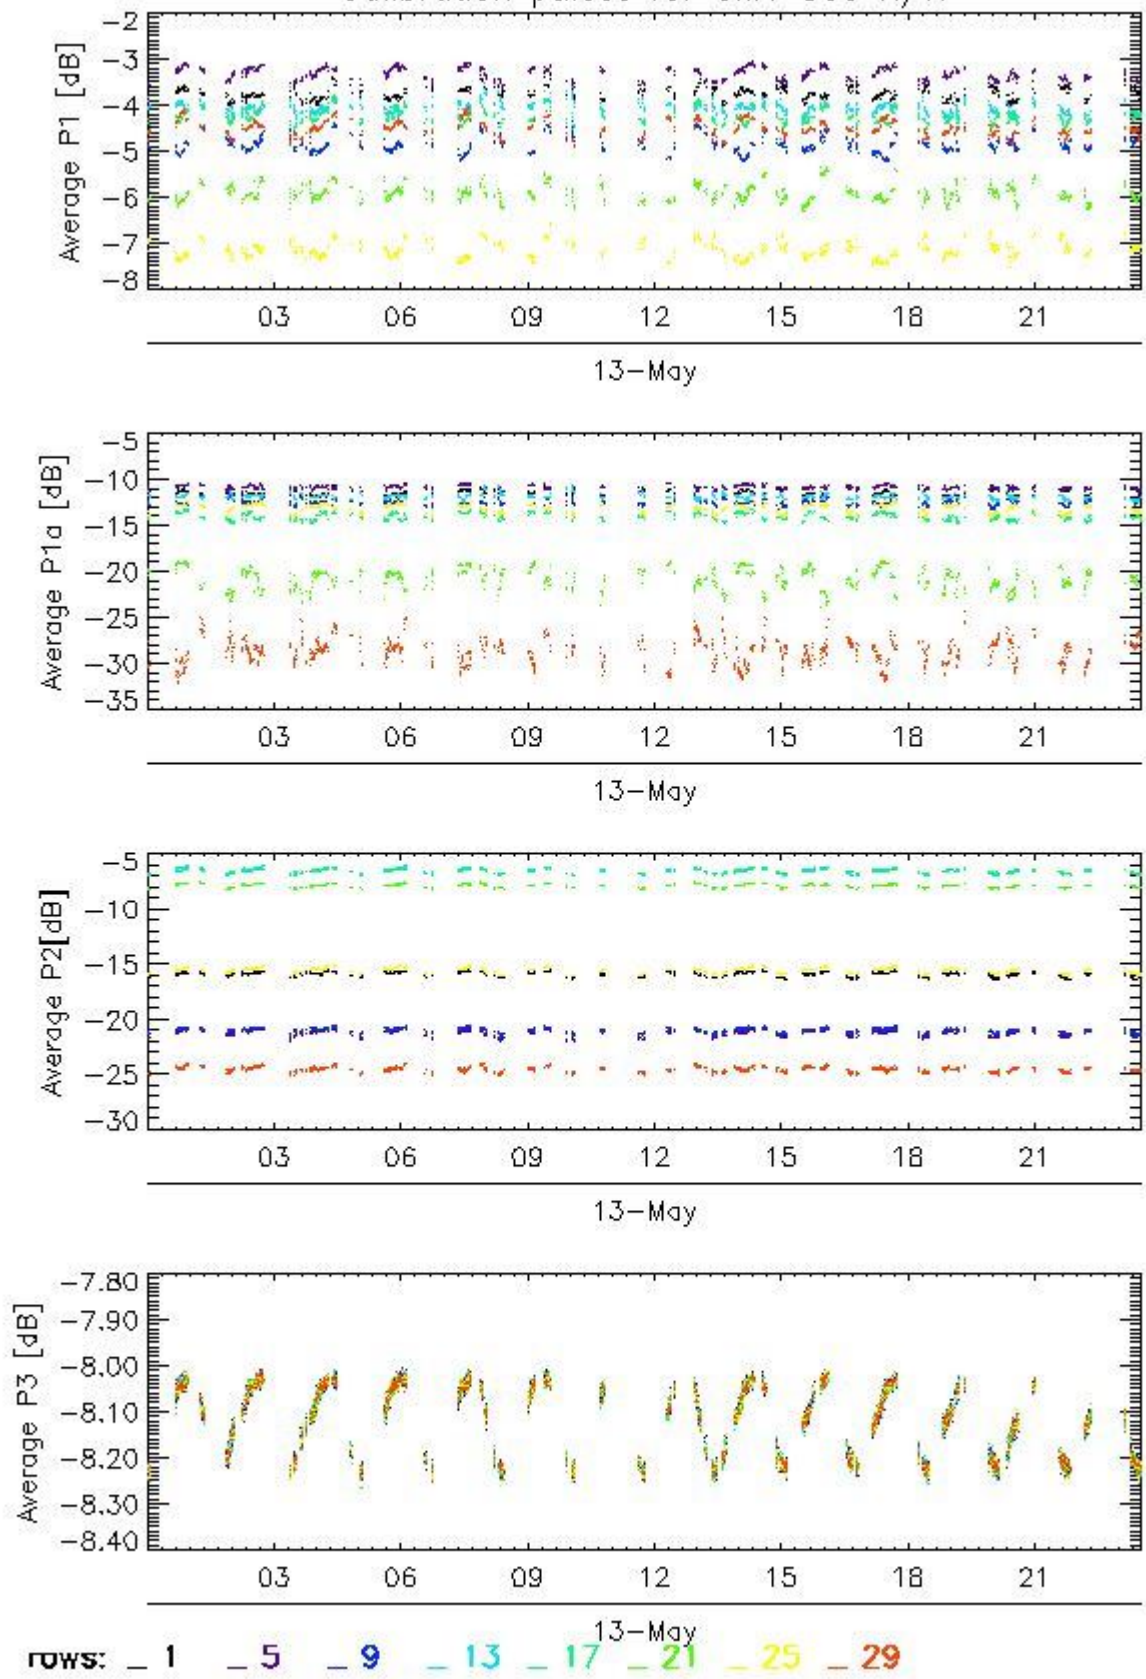 Average P1 [dB]
-2
-3
-4
-5
-6
-7
-8
03 06 09 12 15 18 21
13-May
Average P1a [dB]
-5
-10
-15
-20
-25
-30
-35
03 06 09 12 15 18 21
13-May
Average P2[dB]
-5
-10
-15
-20
-25
-30
03 06 09 12 15 18 21
13-May
Average P3 [dB]
-7.80
-7.90
-8.00
-8.10
-8.20
-8.30
-8.40
03 06 09 12 15 18 21
13-May
rows: _ 1 _ 5 _ 9 _ 13 _ 17 _ 21 _ 25 _ 29